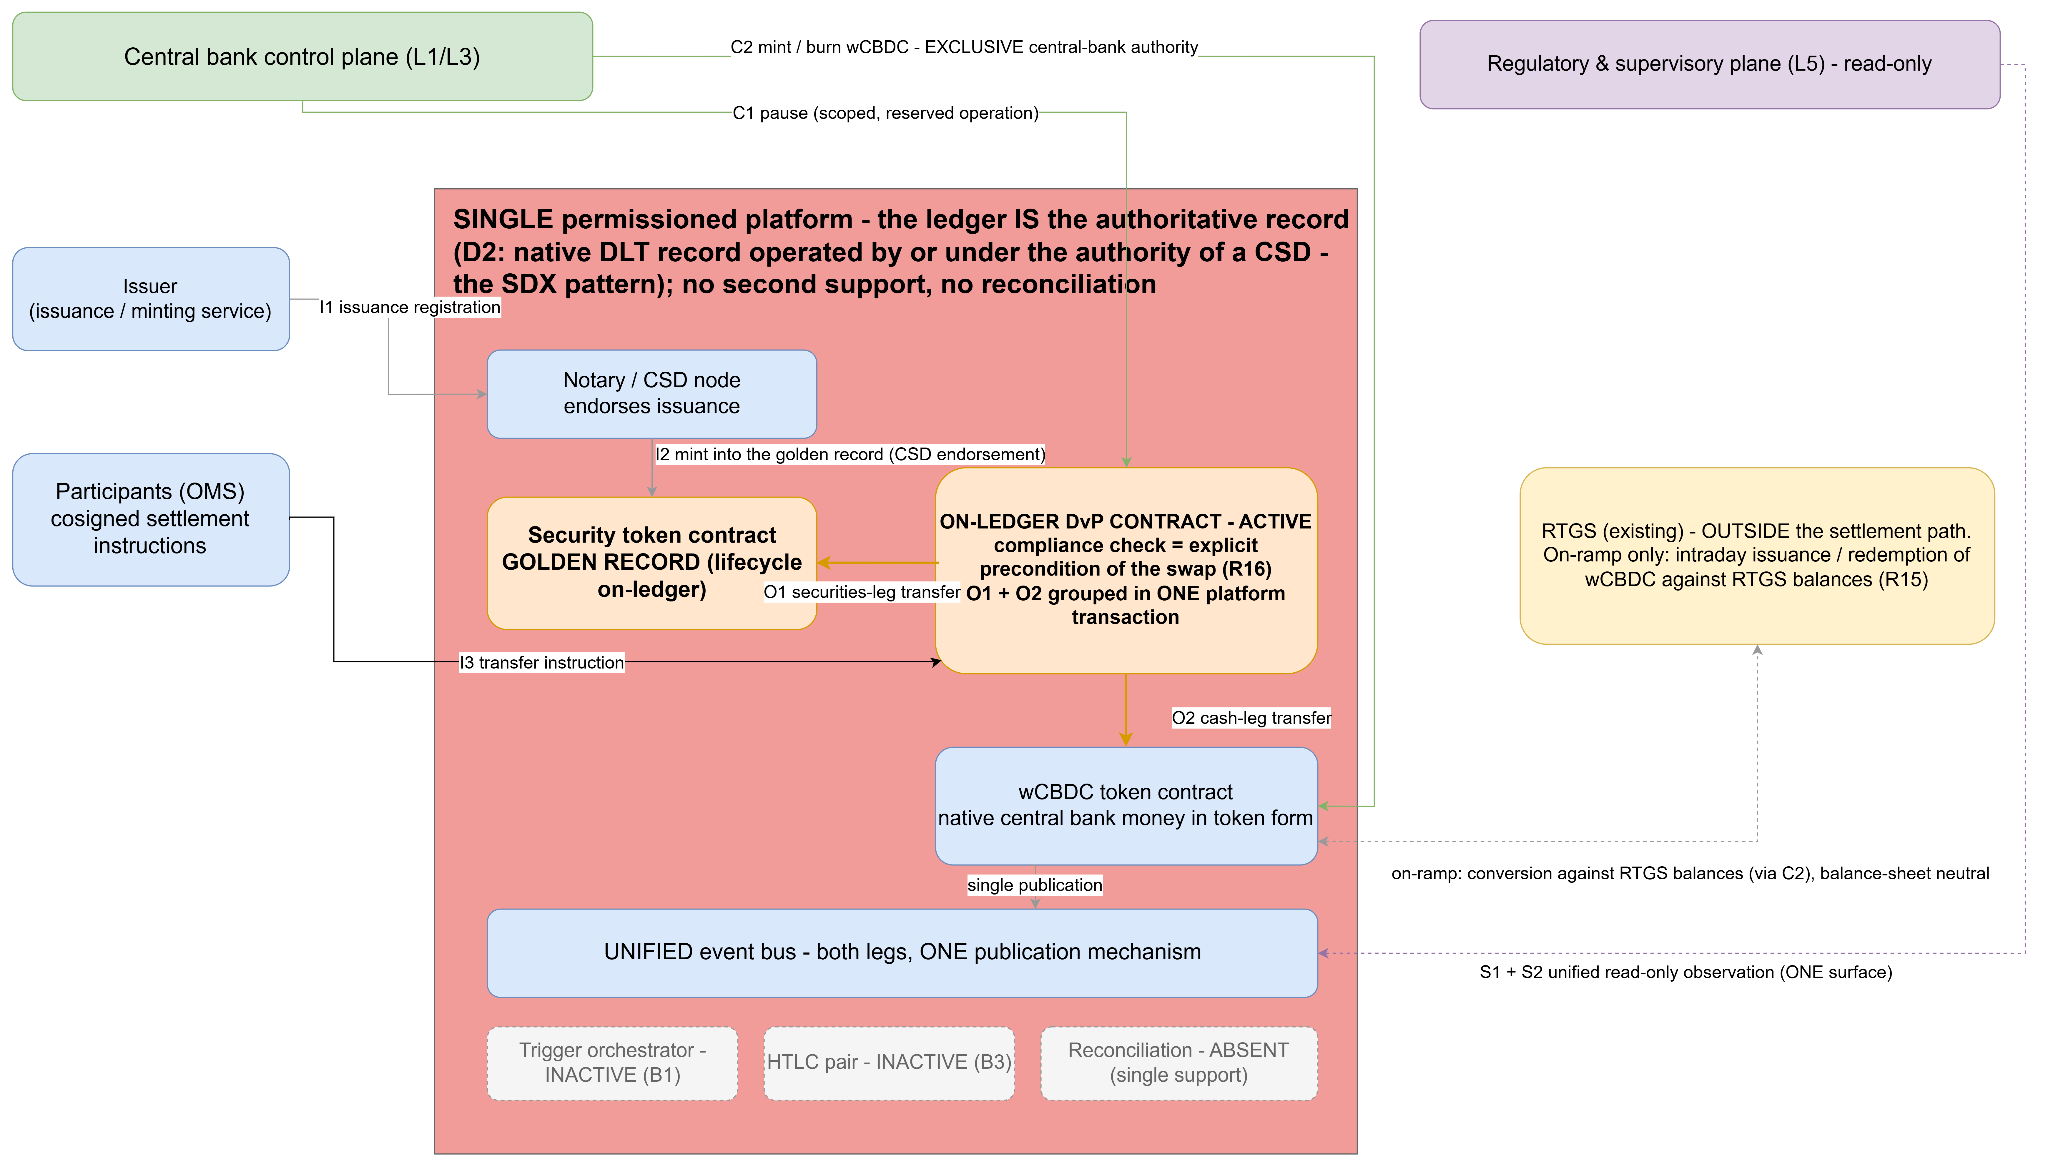 Central bank control plane (L1/L3)
C2 mint / burn wCBDC - EXCLUSIVE central-bank authority
Regulatory & supervisory plane (L5) - read-only
C1 pause (scoped, reserved operation)
SINGLE permissioned platform - the ledger IS the authoritative record
(D2: native DLT record operated by or under the authority of a CSD -
the SDX pattern); no second support, no reconciliation
Issuer
(issuance / minting service)
I1 issuance registration
Notary / CSD node
endorses issuance
I2 mint into the golden record (CSD endorsement)
Participants (OMS)
cosigned settlement
instructions
Security token contract
GOLDEN RECORD (lifecycle
on-ledger)
O1 securities-leg transfer
ON-LEDGER DvP CONTRACT - ACTIVE
compliance check = explicit
precondition of the swap (R16)
O1 + O2 grouped in ONE platform
transaction
RTGS (existing) - OUTSIDE the settlement path.
On-ramp only: intraday issuance / redemption of
wCBDC against RTGS balances (R15)
I3 transfer instruction
O2 cash-leg transfer
wCBDC token contract
native central bank money in token form
on-ramp: conversion against RTGS balances (via C2), balance-sheet neutral
single publication
UNIFIED event bus - both legs, ONE publication mechanism
S1 + S2 unified read-only observation (ONE surface)
Trigger orchestrator -
INACTIVE (B1)
HTLC pair - INACTIVE (B3)
Reconciliation - ABSENT
(single support)